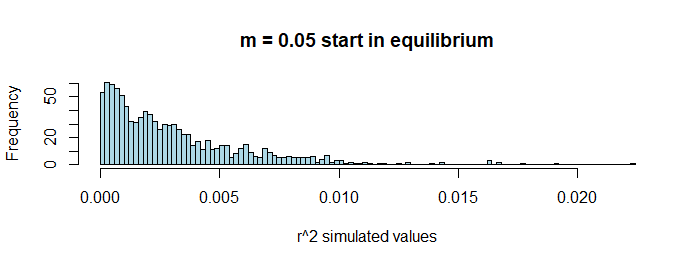 m = 0.05 start in equilibrium
Frequency
50
20
0
0.000 0.005 0.010 0.015 0.020
r^2 simulated values